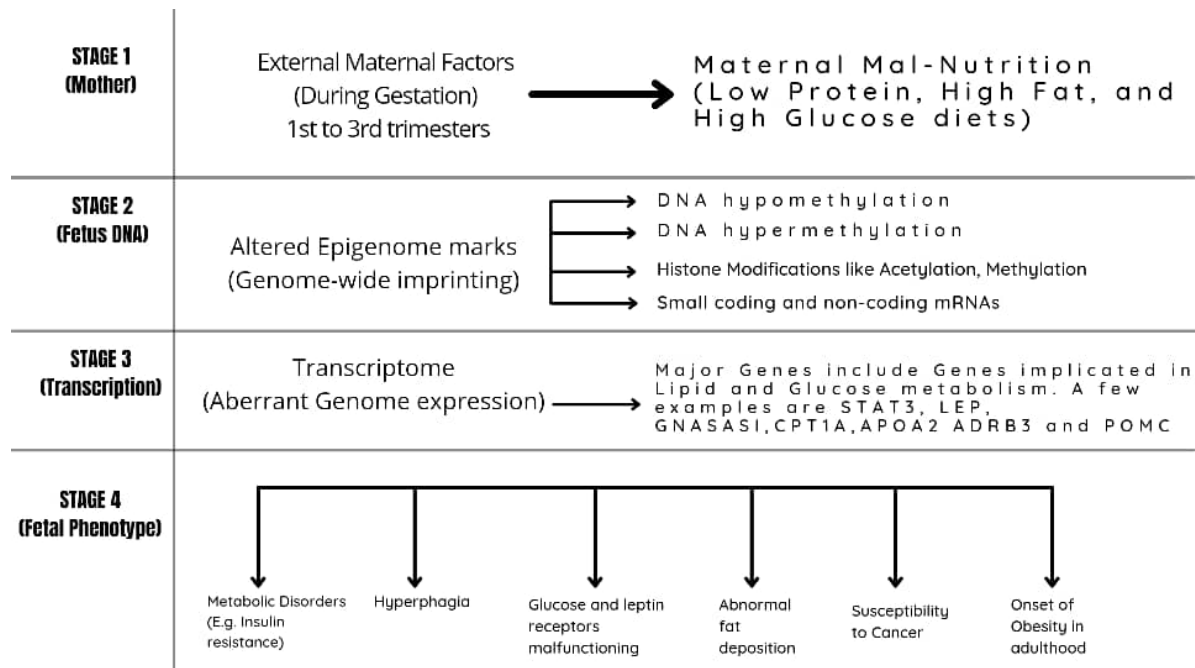 STAGE 1
(Mother)
External Maternal Factors
(During Gestation)
1st to 3rd trimesters
Maternal Mal-Nutrition
(Low Protein, High Fat, and
High Glucose diets)
STAGE 2
(Fetus DNA)
Altered Epigenome marks
(Genome-wide imprinting)
DNA hypomethylation
DNA hypermethylation
Histone Modifications like Acetylation, Methylation
Small coding and non-coding mRNAs
STAGE 3
(Transcription)
Transcriptome
(Aberrant Genome expression)
Major Genes include Genes implicated in
Lipid and Glucose metabolism. A few
examples are STAT3, LEP,
GNASASI,CPT1A,APOA2 ADRB3 and POMC
STAGE 4
(Fetal Phenotype)
Metabolic Disorders
(E.g. Insulin
resistance)
Hyperphagia
Glucose and leptin
receptors
malfunctioning
Abnormal
fat
deposition
Susceptibility
to Cancer
Onset of
Obesity in
adulthood